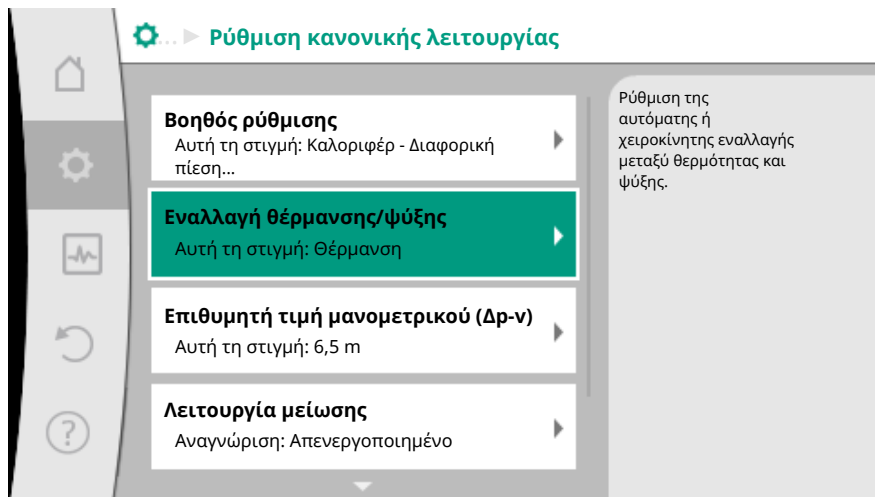 ... Ρύθμιση κανονικής λειτουργίας
Βοηθός ρύθμισης
Αυτή τη στιγμή: Καλοριφέρ - Διαφορική
πίεση...
Εναλλαγή θέρμανσης/ψύξης
Αυτή τη στιγμή: Θέρμανση
Επιθυμητή τιμή μανομετρικού (Δp-v)
Αυτή τη στιγμή: 6,5 m
Λειτουργία μείωσης
Αναγνώριση: Απενεργοποιημένο
Ρύθμιση της
αυτόματης ή
χειροκίνητης εναλλαγής
μεταξύ θερμότητας και
ψύξης.
?